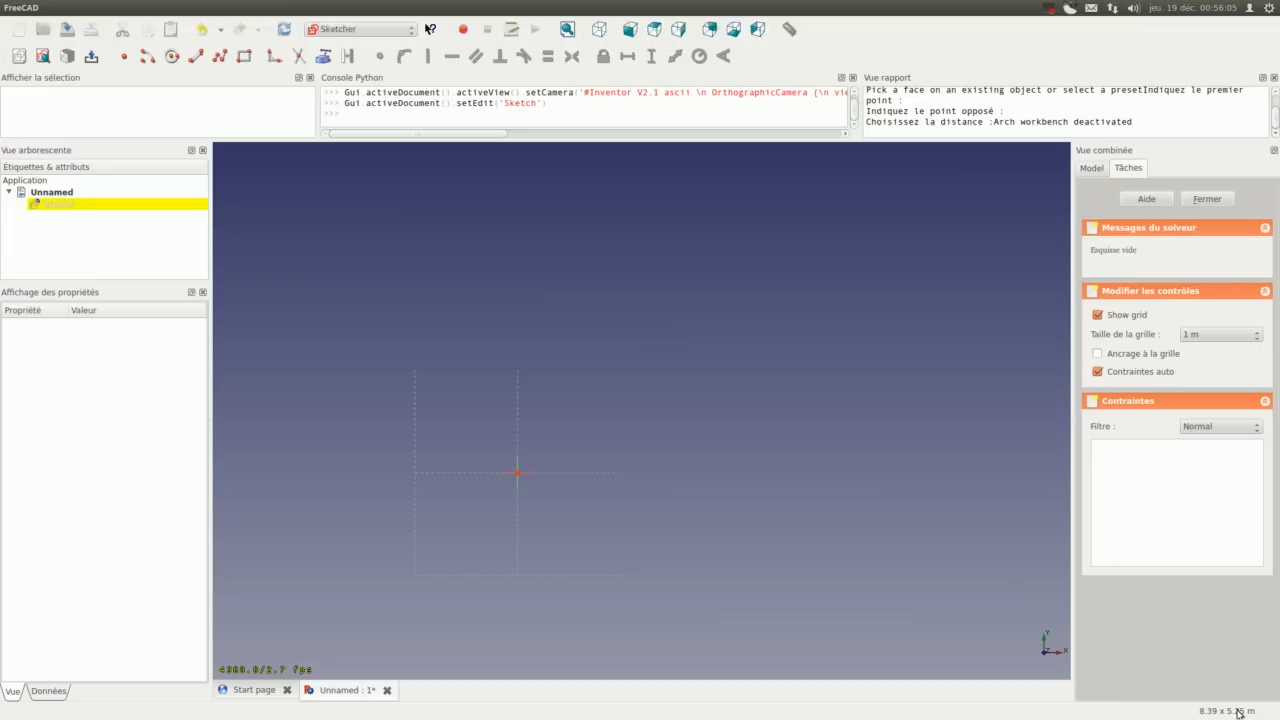 FreeCAD
jeu. 19 déc. 00:56:05
Sketcher
Afficher la sélection
Console Python
Vue rapport
>>> Gui.activeDocument().activeView().setCamera('#Inventor V2.1 ascii \n OrthographicCamera {\n vie
>>> Gui.activeDocument().setEdit('Sketch')
>>>
Pick a face on an existing object or select a presetIndiquez le premier
point :
Indiquez le point opposé :
Choisissez la distance :Arch workbench deactivated
Vue arborescente
Étiquettes & attributs
Application
Unnamed
Sketch
Affichage des propriétés
Propriété
Valeur
Vue combinée
Model
Tâches
Aide
Fermer
Messages du solveur
Esquisse vide
Modifier les contrôles
Show grid
Taille de la grille :
1 m
Ancrage à la grille
Contraintes auto
Contraintes
Filtre :
Normal
Y
X
Vue
Données
Start page
Unnamed : 1*